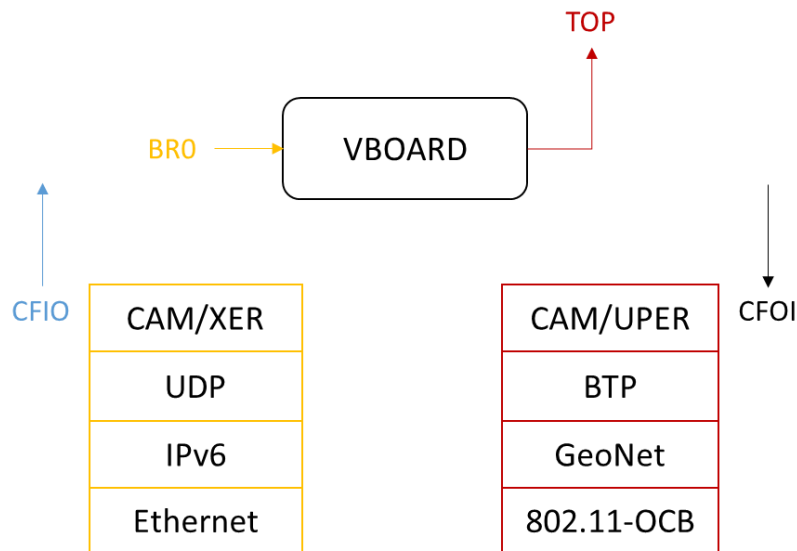 TOP
BR0
VBOARD
CFIO
CAM/XER
UDP
IPv6
Ethernet
CAM/UPER
BTP
GeoNet
802.11-OCB
CFOI